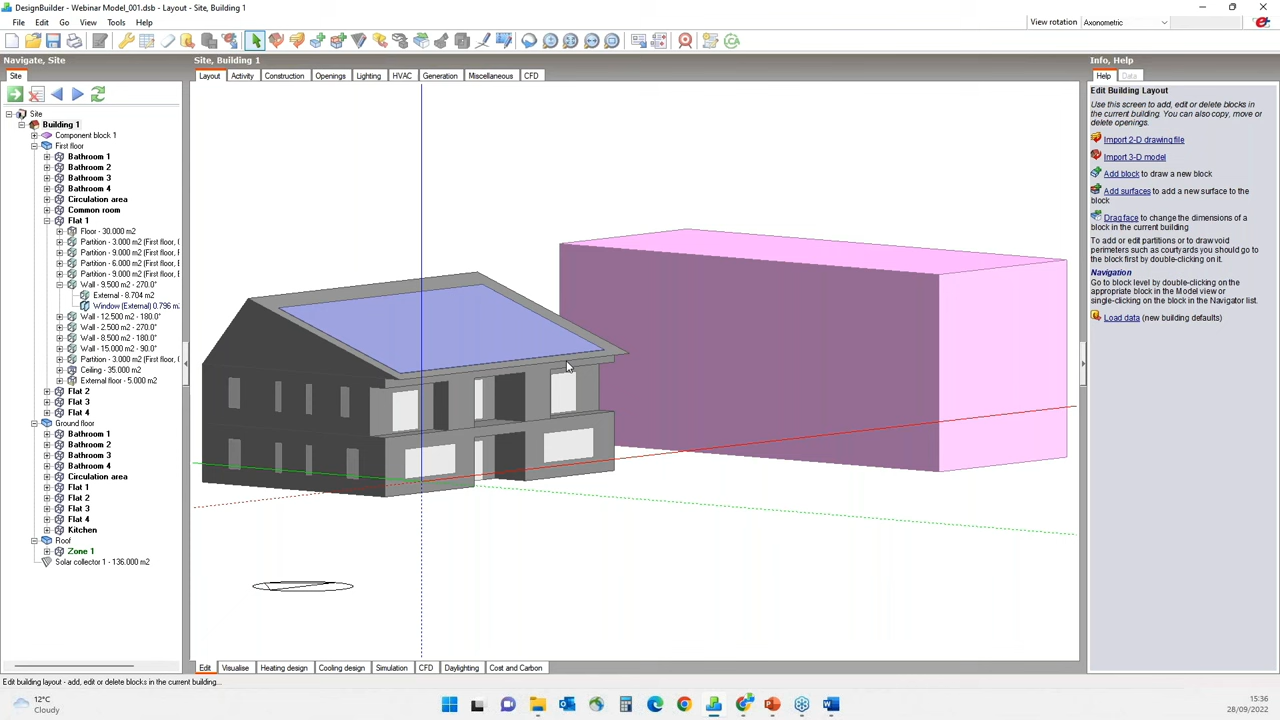 DesignBuilder - Webinar Model_001.dsb - Layout - Site, Building 1
File Edit Go View Tools Help
View rotation Axonometric
Navigate, Site
Site
Site
Building 1
Component block 1
First floor
Bathroom 1
Bathroom 2
Bathroom 3
Bathroom 4
Circulation area
Common room
Flat 1
Floor - 30.000 m2
Partition - 3.000 m2 (First floor, (
Partition - 9.000 m2 (First floor, (
Partition - 6.000 m2 (First floor, E
Partition - 9.000 m2 (First floor, E
Wall - 9.500 m2 - 270.0°
External - 8.704 m2
Window (External) 0.796 m
Wall - 12.500 m2 - 180.0°
Wall - 2.500 m2 - 270.0°
Wall - 8.500 m2 - 180.0°
Wall - 15.000 m2 - 90.0°
Partition - 3.000 m2 (First floor, (
Ceiling - 35.000 m2
External floor - 5.000 m2
Flat 2
Flat 3
Flat 4
Ground floor
Bathroom 1
Bathroom 2
Bathroom 3
Bathroom 4
Circulation area
Flat 1
Flat 2
Flat 3
Flat 4
Kitchen
Roof
Zone 1
Solar collector 1 - 136.000 m2
Site, Building 1
Layout Activity Construction Openings Lighting HVAC Generation Miscellaneous CFD
Edit Visualise Heating design Cooling design Simulation CFD Daylighting Cost and Carbon
Info, Help
Help Data
Edit Building Layout
Use this screen to add, edit or delete blocks in
the current building. You can also copy, move or
delete openings.
Import 2-D drawing file
Import 3-D model
Add block to draw a new block
Add surfaces to add a new surface to the
block
Drag face to change the dimensions of a
block in the current building
To add or edit partitions or to draw void
perimeters such as courtyards you should go to
the block first by double-clicking on it.
Navigation
Go to block level by double-clicking on the
appropriate block in the Model view or
single-clicking on the block in the Navigator list.
Load data (new building defaults)
Edit building layout - add, edit or delete blocks in the current building...
12°C
Cloudy
15:36
28/09/2022